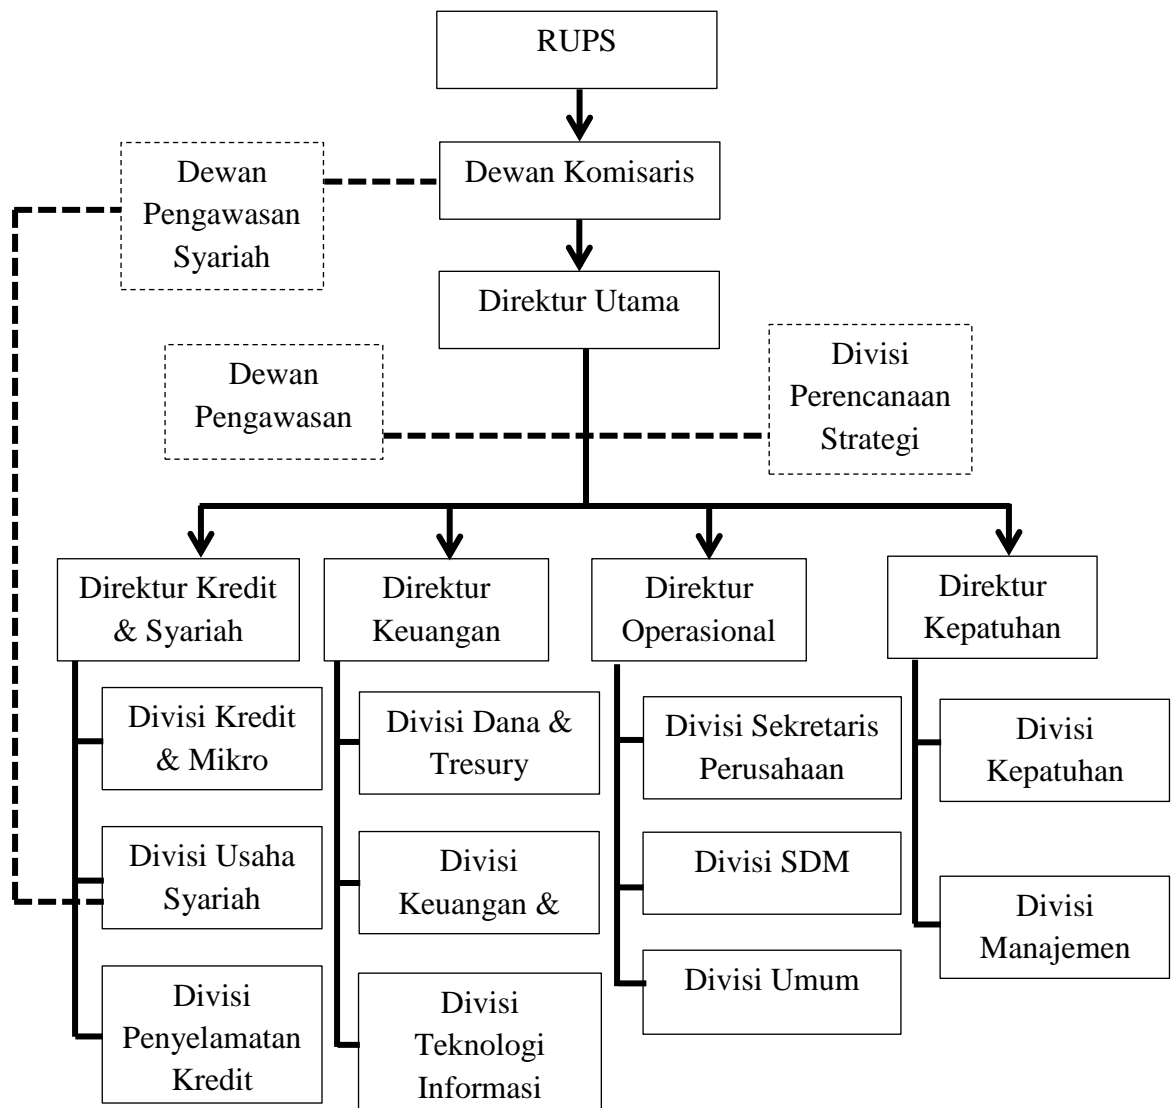 RUPS
Dewan Komisaris
Dewan
Pengawasan
Syariah
Direktur Utama
Dewan
Pengawasan
Divisi
Perencanaan
Strategi
Direktur Kredit
& Syariah
Direktur
Keuangan
Direktur
Operasional
Direktur
Kepatuhan
Divisi Kredit
& Mikro
Divisi Usaha
Syariah
Divisi
Penyelamatan
Kredit
Divisi Dana &
Tresury
Divisi
Keuangan &
Divisi
Teknologi
Informasi
Divisi Sekretaris
Perusahaan
Divisi SDM
Divisi Umum
Divisi
Kepatuhan
Divisi
Manajemen